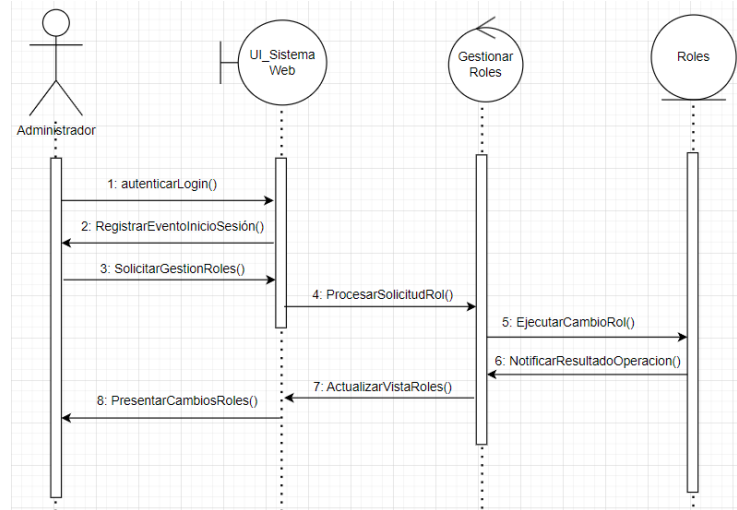 UI_Sistema
Web
Gestionar
Roles
Roles
Administrador
1: autenticarLogin()
2: RegistrarEventoInicioSesión()
3: SolicitarGestionRoles()
4: ProcesarSolicitudRol()
5: EjecutarCambioRol()
6: NotificarResultadoOperacion()
7: ActualizarVistaRoles()
8: PresentarCambiosRoles()